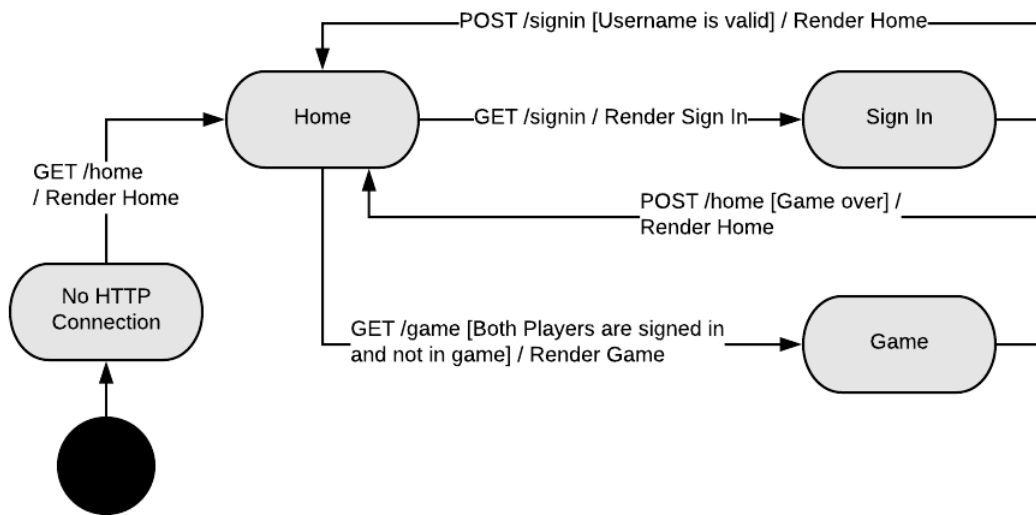 POST /signin [Username is valid] / Render Home
Home
GET /signin / Render Sign In
Sign In
GET /home
/ Render Home
POST /home [Game over] /
Render Home
No HTTP
Connection
GET /game [Both Players are signed in
and not in game] / Render Game
Game